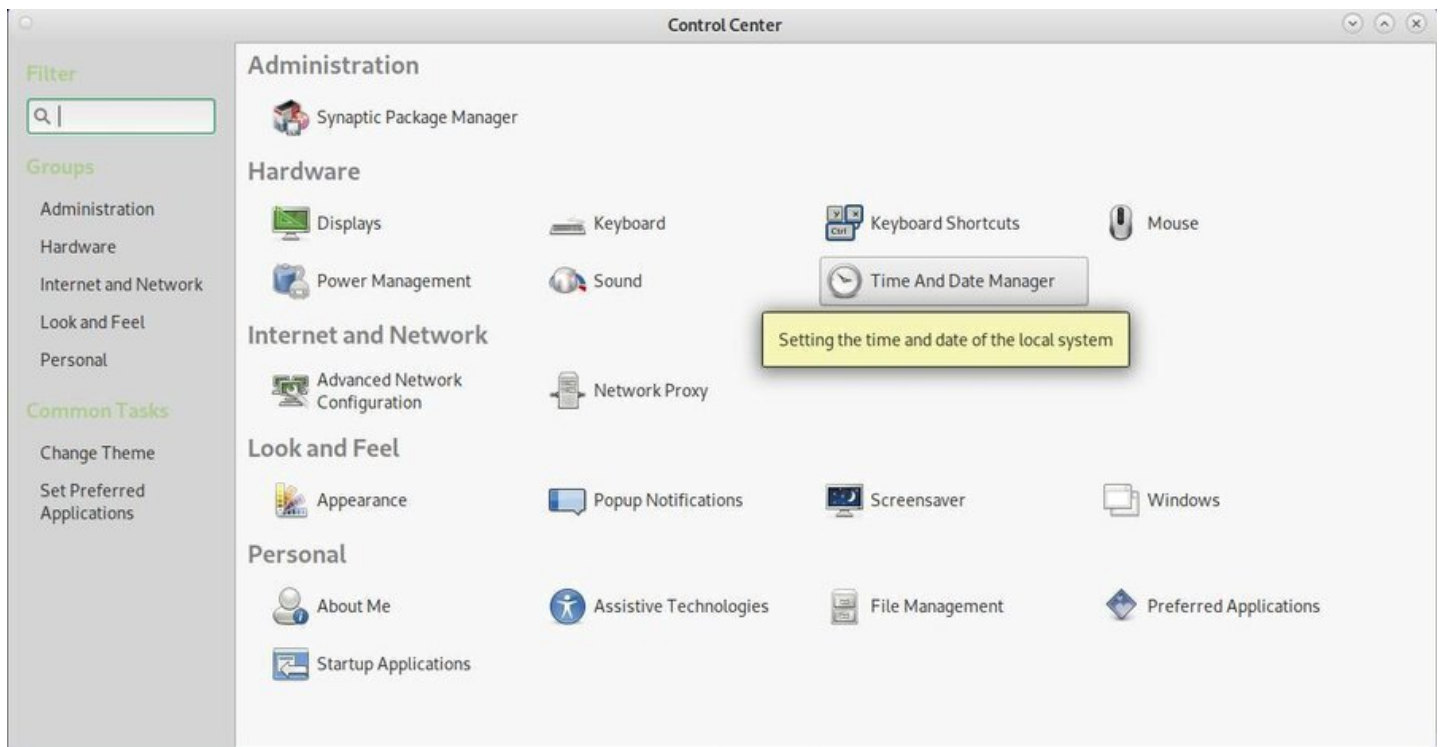 Control Center
Filter
Groups
Administration
Hardware
Internet and Network
Look and Feel
Personal
Common Tasks
Change Theme
Set Preferred
Applications
Administration
Synaptic Package Manager
Hardware
Displays
Keyboard
Y
X
Ctrl
Keyboard Shortcuts
Mouse
Power Management
Sound
Time And Date Manager
Setting the time and date of the local system
Internet and Network
Advanced Network
Configuration
Network Proxy
Look and Feel
Appearance
Popup Notifications
Screensaver
Windows
Personal
About Me
Assistive Technologies
File Management
Preferred Applications
Startup Applications